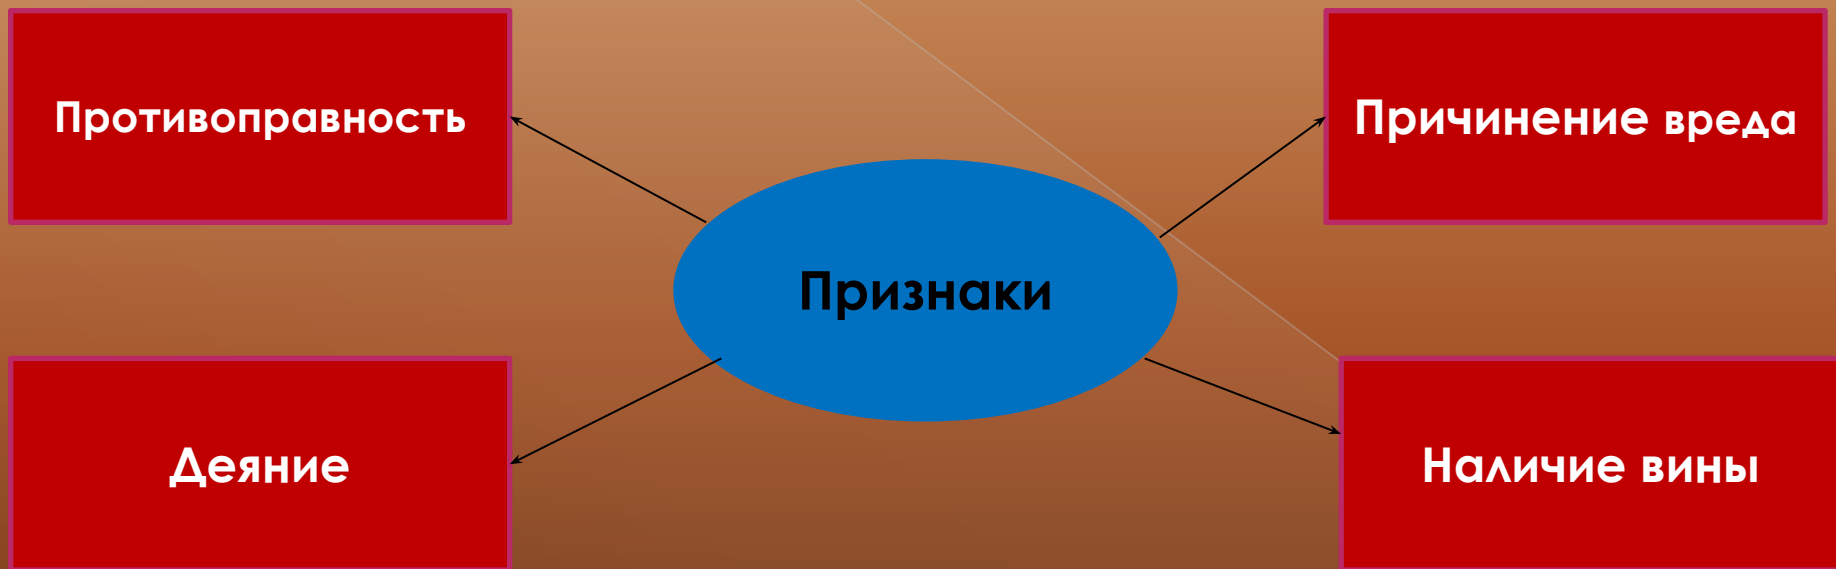 Противоправность
Причинение вреда
Признаки
Деяние
Наличие вины